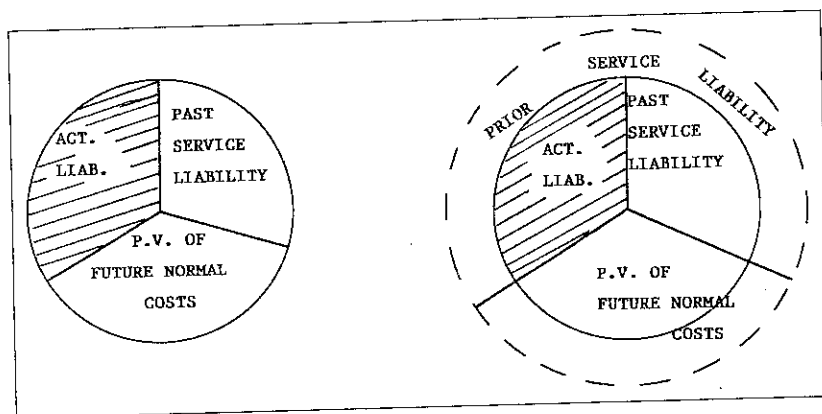 ACT.
LIAB.
PAST
SERVICE
LIABILITY
P.V. OF
FUTURE NORMAL
COSTS
PRIOR
SERVICE
LIABILITY
ACT.
LIAB.
PAST
SERVICE
LIABILITY
P.V. OF
FUTURE NORMAL
COSTS